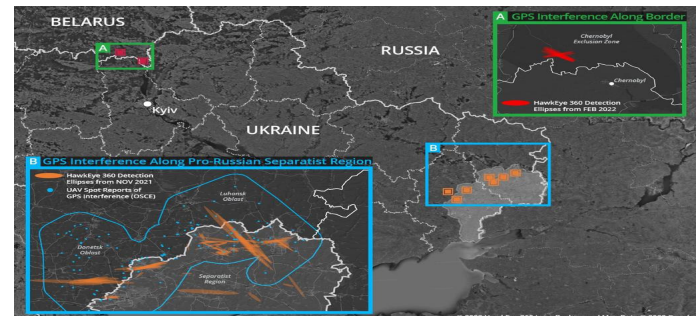 BELARUS
A
Kyiv
UKRAINE
RUSSIA
B
A GPS Interference Along Border
Chernobyl
Exclusion Zone
Chernobyl
HawkEye 360 Detection
Ellipses from FEB 2022
B GPS Interference Along Pro-Russian Separatist Region
HawkEye 360 Detection
Ellipses from NOV 2021
UAV Spot Reports of
GPS Interference (OSCE)
Luhansk
Oblast
Donetsk
Oblast
Separatist
Region